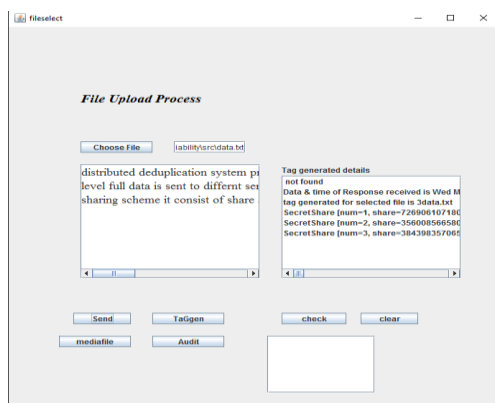 fileselect
File Upload Process
Choose File
iability\src\data.txt
distributed deduplication system pr
level full data is sent to differnt ser
sharing scheme it consist of share
Tag generated details
not found
Data & time of Response received is Wed M
tag generated for selected file is 3data.txt
SecretShare [num=1, share=726906107180
SecretShare [num=2, share=356008566580
SecretShare [num=3, share=384398357065
Send
TaGgen
check
clear
mediafile
Audit